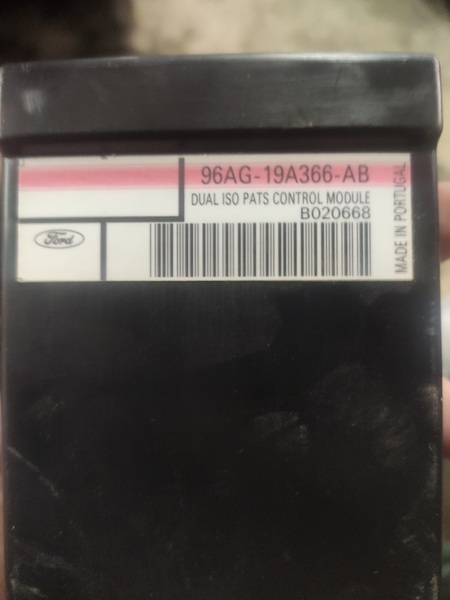 96AG-19A366-AB
DUAL ISO PATS CONTROL MODULE
B020668
Ford
MADE IN PORTUGAL